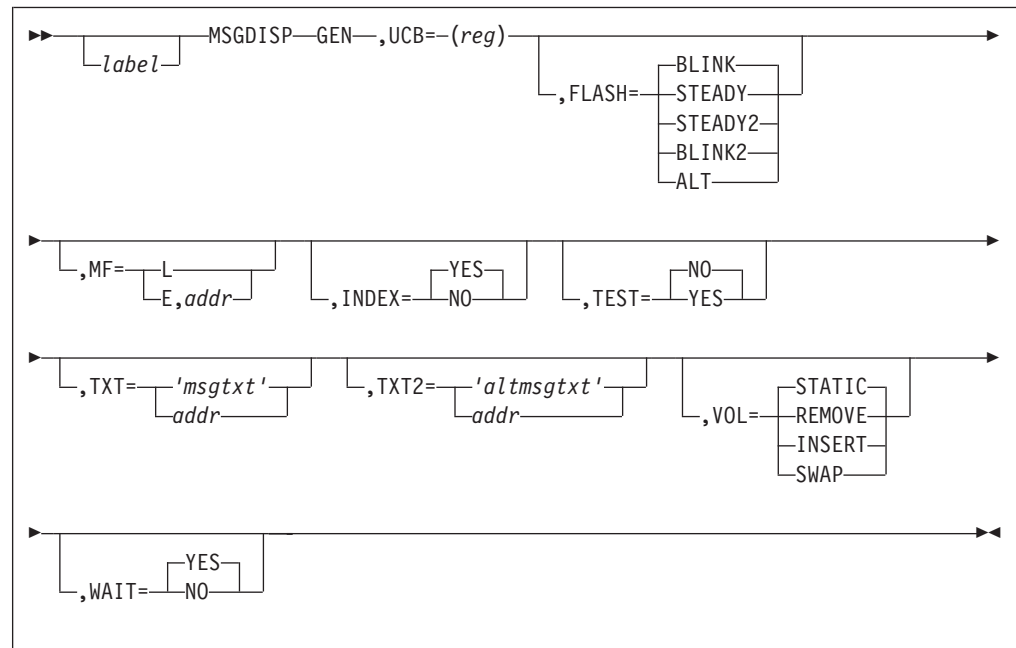 label MSGDISP GEN ,UCB= (reg)
,FLASH= BLINK
STEADY
STEADY2
BLINK2
ALT
,MF= L
E,addr
,INDEX= YES
NO
,TEST= NO
YES
,TXT= 'msgtxt'
addr
,TXT2= 'altmsgtxt'
addr
,VOL= STATIC
REMOVE
INSERT
SWAP
,WAIT= YES
NO